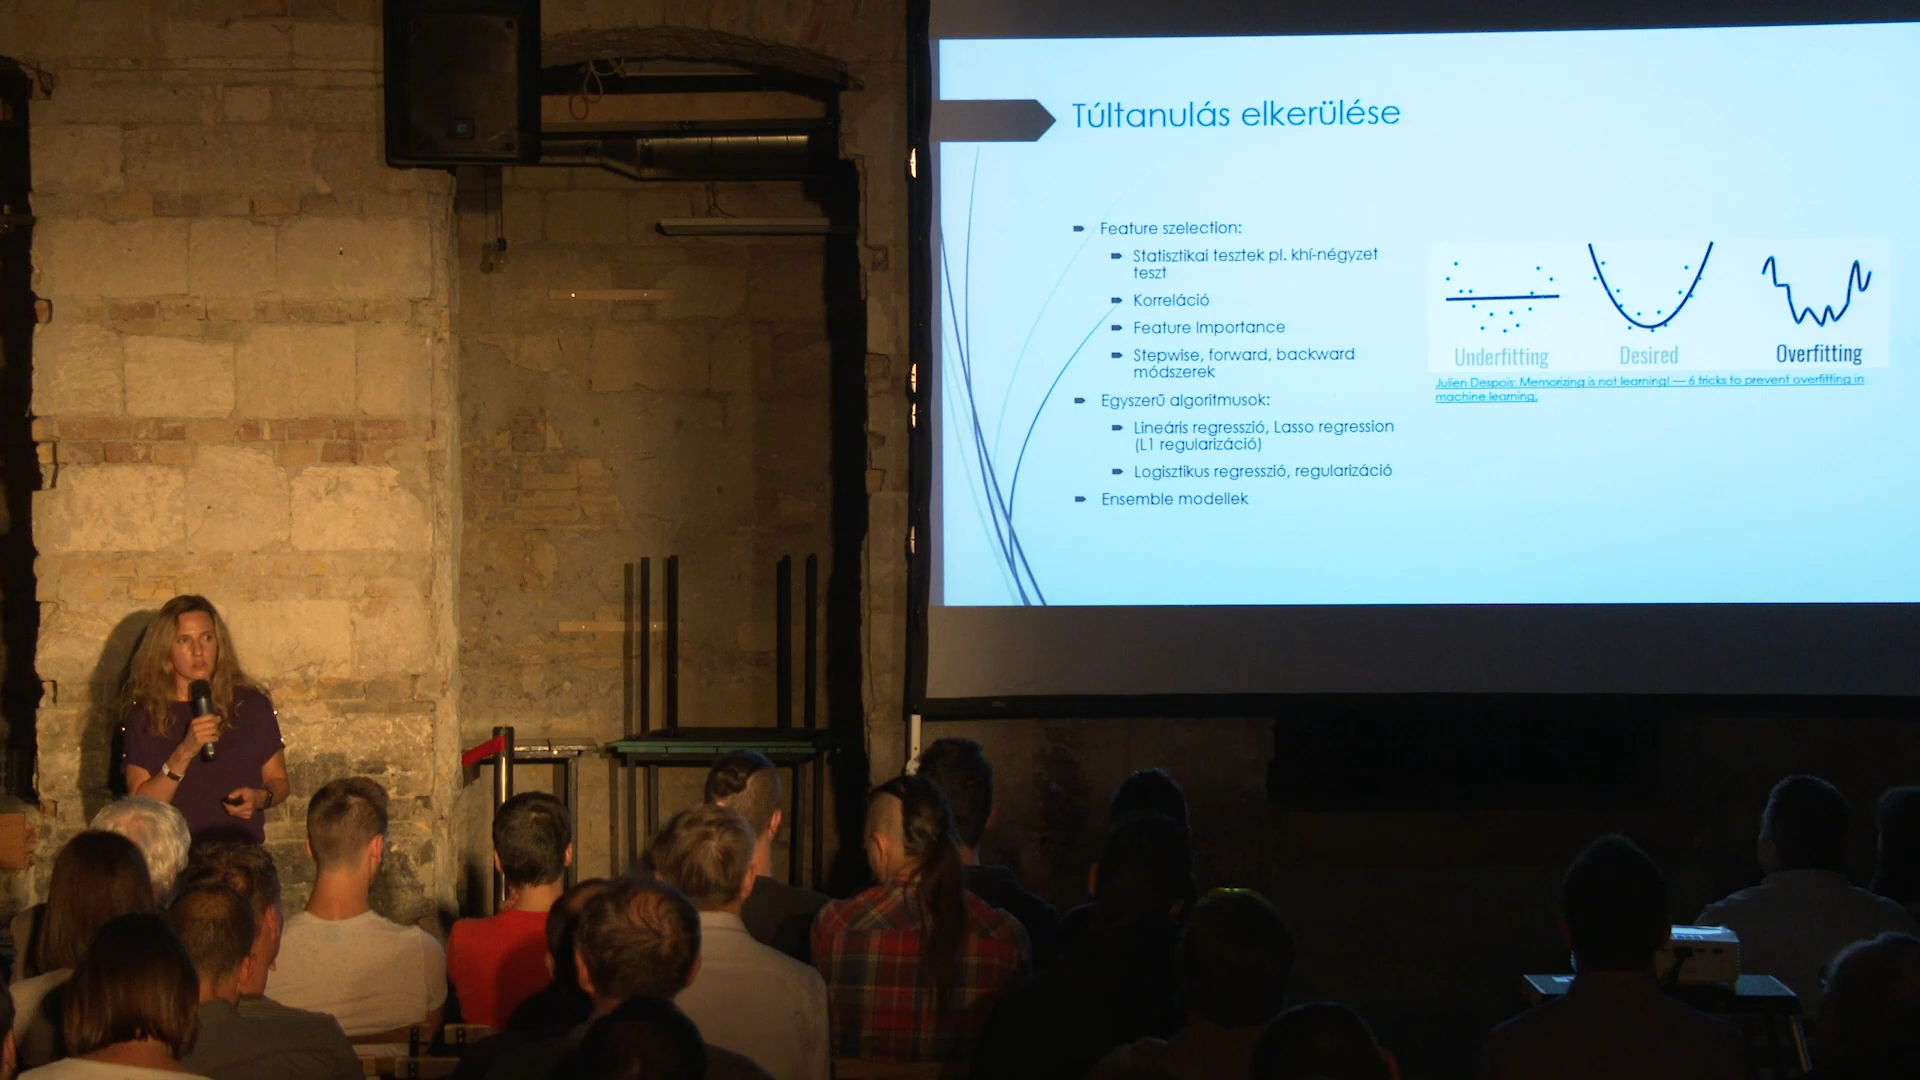 Túltanulás elkerülése
Feature szelection:
Statisztikai tesztek pl. khí-négyzet
teszt
Korreláció
Feature Importance
Stepwise, forward, backward
módszerek
Egyszerű algoritmusok:
Lineáris regresszió, Lasso regression
(L1 regularizáció)
Logisztikus regresszió, regularizáció
Ensemble modellek
Underfitting
Desired
Overfitting
Julien Despois: Memorizing is not learning! — 6 tricks to prevent overfitting in
machine learning.